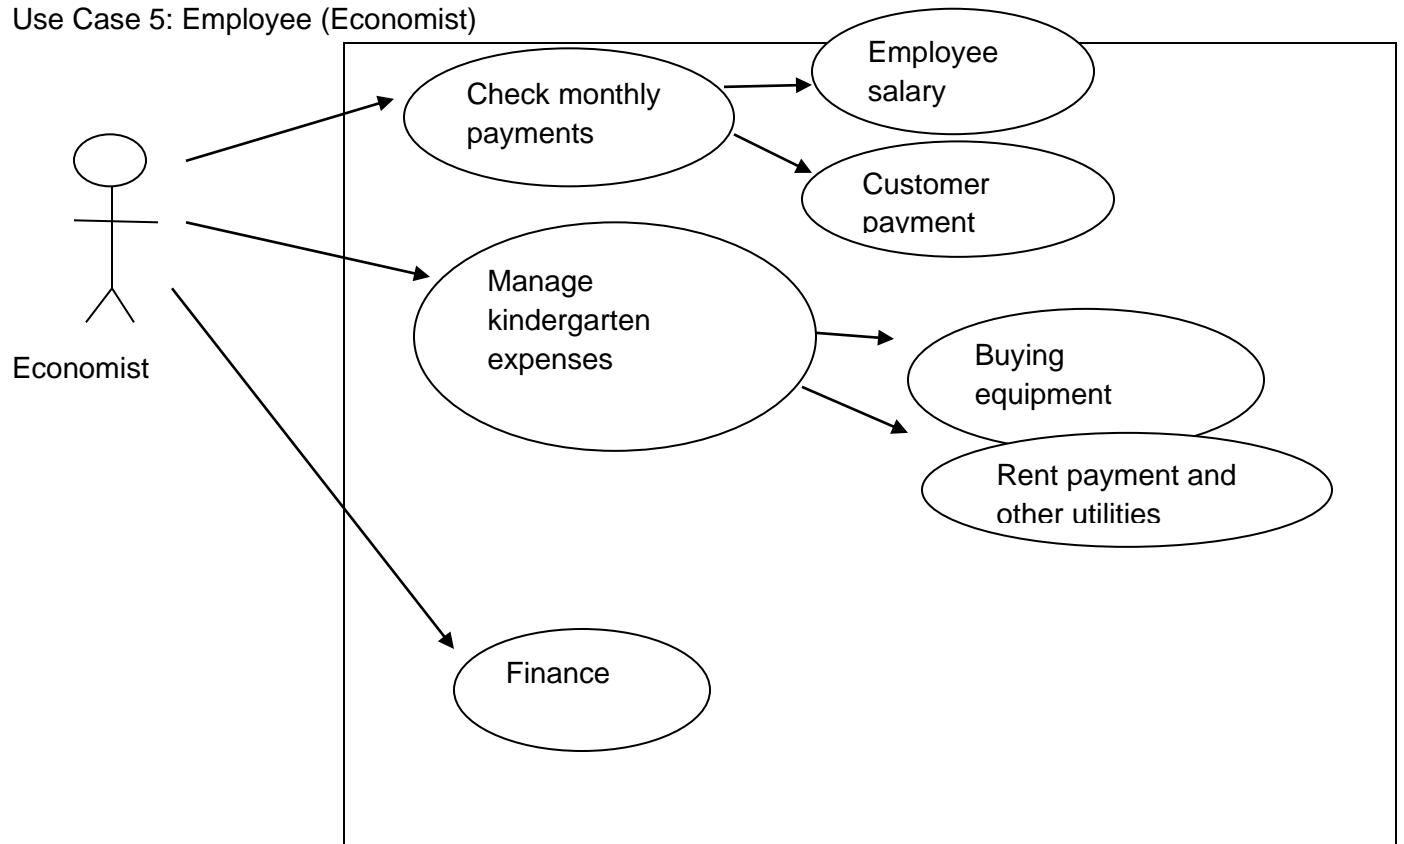 Use Case 5: Employee (Economist)
Employee
salary
Check monthly
payments
Customer
payment
Manage
kindergarten
expenses
Buying
equipment
Economist
Rent payment and
other utilities
Finance